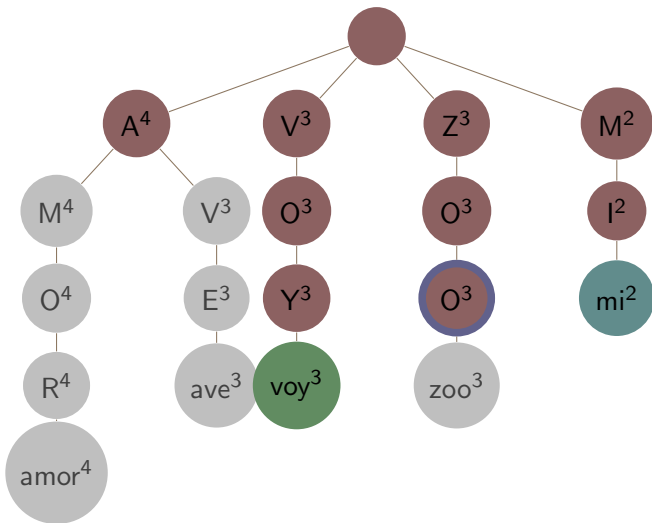 A⁴ V³ Z³ M²
M⁴ V³ O³ O³ I²
O⁴ E³ Y³ O³ mi²
R⁴ ave³ voy³ zoo³
amor⁴